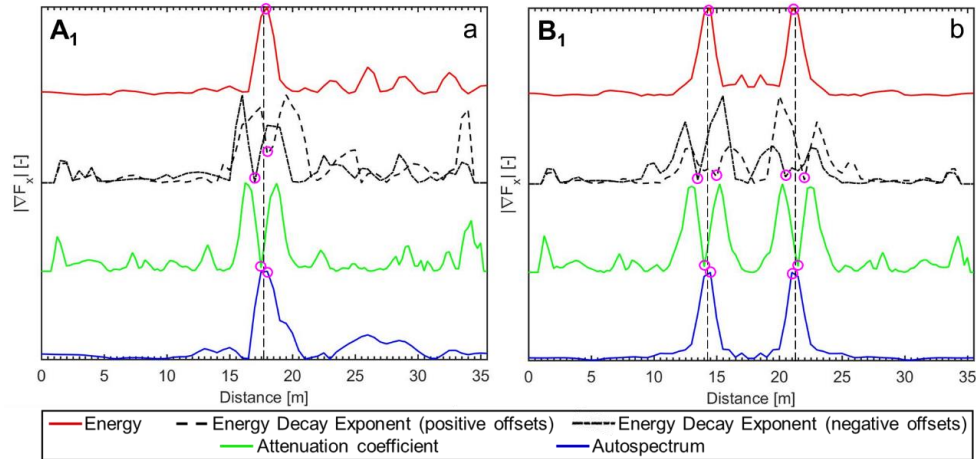 A1 a
|∇Fx| [-]
0 5 10 15 20 25 30 35
Distance [m]
B1 b
|∇Fx| [-]
0 5 10 15 20 25 30 35
Distance [m]
Energy Energy Decay Exponent (positive offsets) Energy Decay Exponent (negative offsets)
Attenuation coefficient Autospectrum